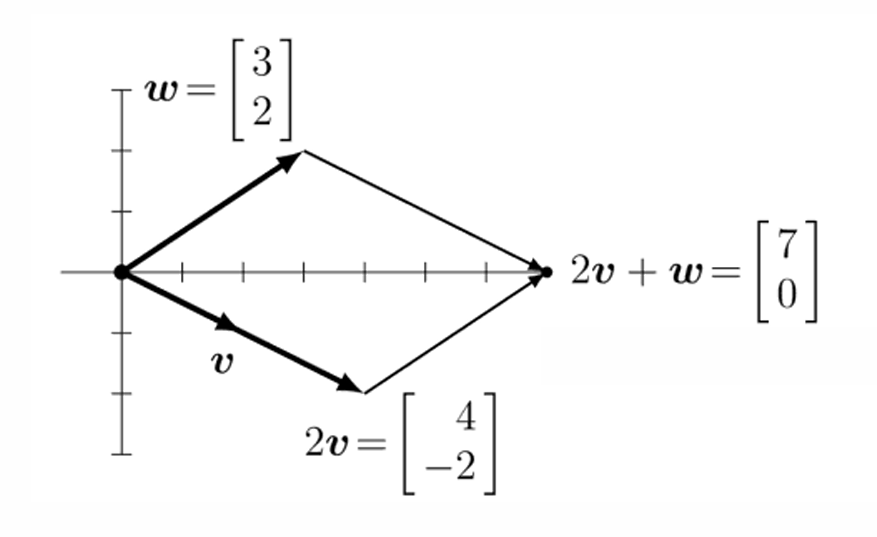 w = [3 2]
2v + w = [7 0]
v
2v = [4 −2]